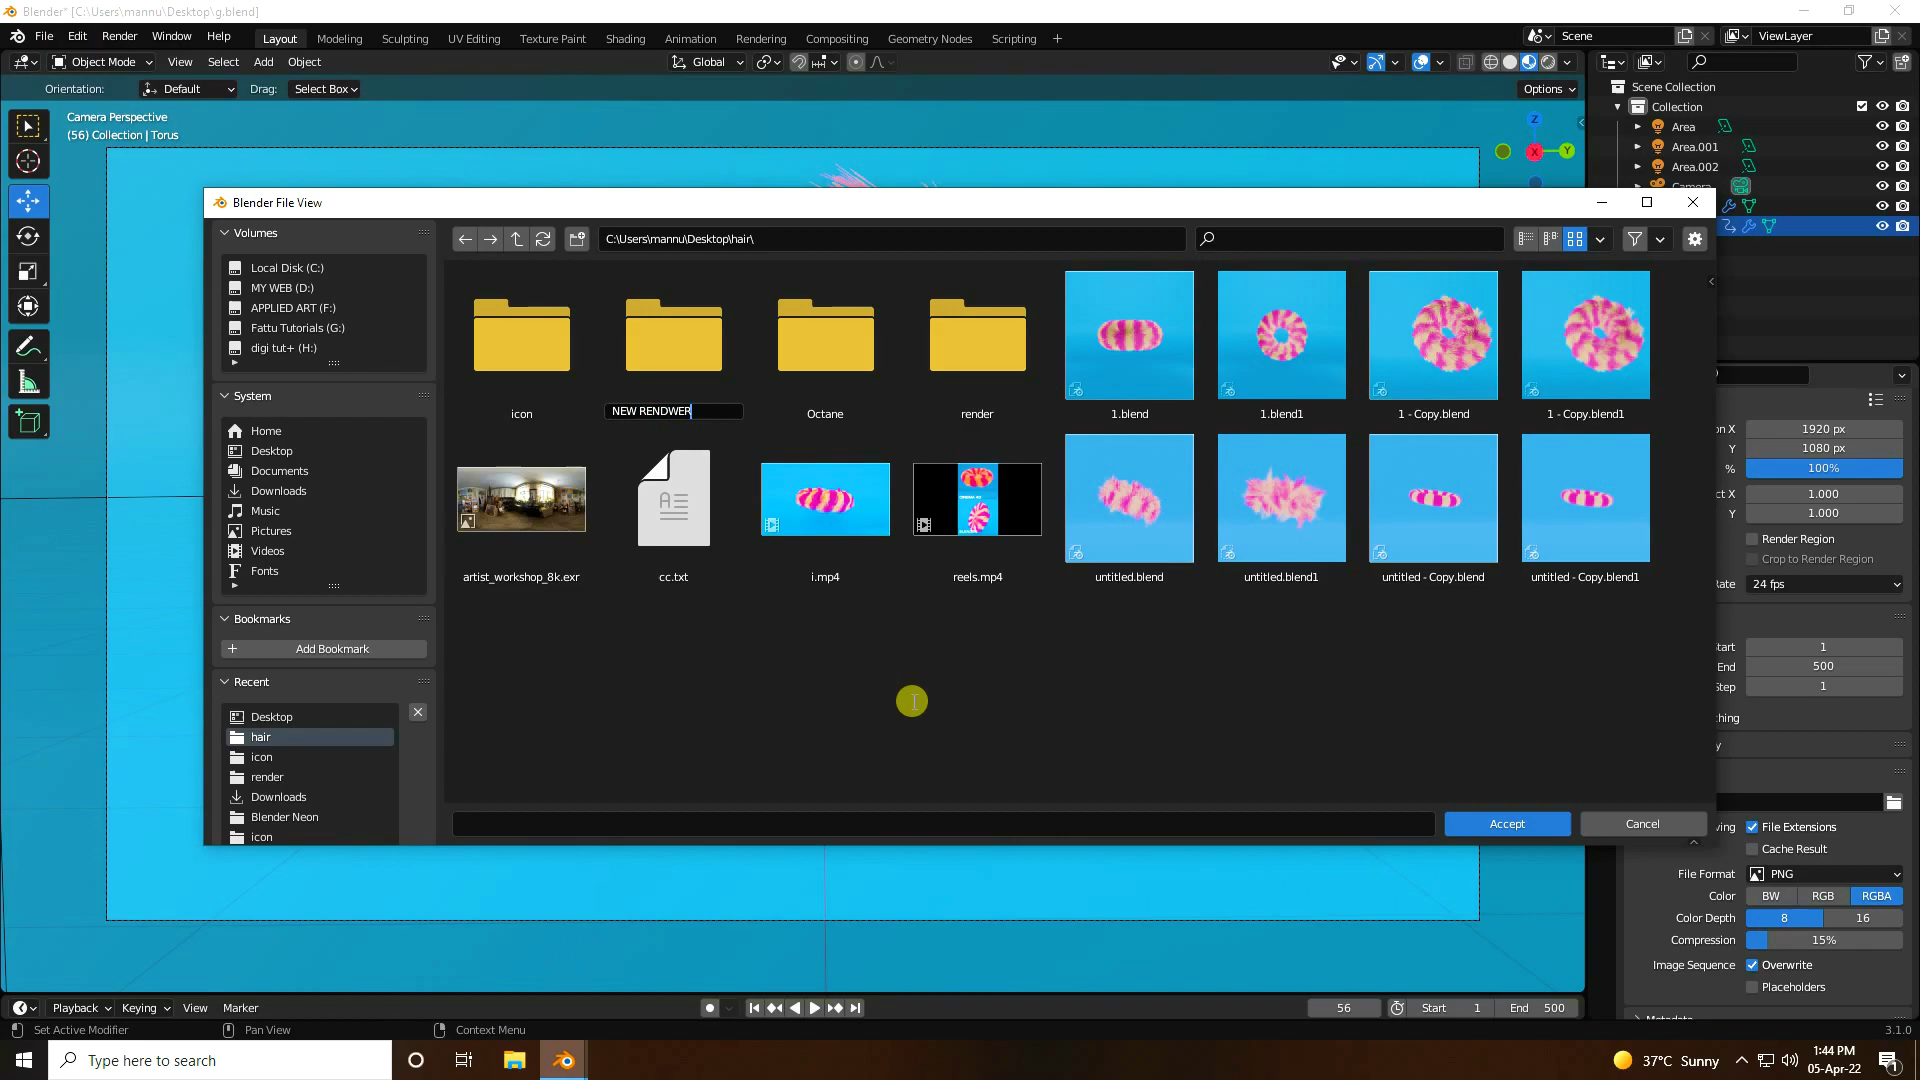 Blender* [C:\Users\mannu\Desktop\g.blend]
File Edit Render Window Help
Layout Modeling Sculpting UV Editing Texture Paint Shading Animation Rendering Compositing Geometry Nodes Scripting +
Scene
ViewLayer
Object Mode View Select Add Object
Global
Orientation: Default Drag: Select Box
Options
Camera Perspective
(56) Collection | Torus
Z
X
Y
Scene Collection
Collection
Area
Area.001
Area.002
Blender File View
Volumes
Local Disk (C:)
MY WEB (D:)
APPLIED ART (F:)
Fattu Tutorials (G:)
digi tut+ (H:)
System
Home
Desktop
Documents
Downloads
Music
Pictures
Videos
Fonts
Bookmarks
Add Bookmark
Recent
Desktop
hair
icon
render
Downloads
Blender Neon
icon
C:\Users\mannu\Desktop\hair\
icon
NEW RENDWER
Octane
render
1.blend
1.blend1
1 - Copy.blend
1 - Copy.blend1
artist_workshop_8k.exr
cc.txt
i.mp4
reels.mp4
untitled.blend
untitled.blend1
untitled - Copy.blend
untitled - Copy.blend1
Accept
Cancel
on X 1920 px
Y 1080 px
% 100%
ct X 1.000
Y 1.000
Render Region
Crop to Render Region
Rate 24 fps
tart 1
End 500
Step 1
hing
y
ving File Extensions
Cache Result
File Format PNG
Color BW RGB RGBA
Color Depth 8 16
Compression 15%
Image Sequence Overwrite
Placeholders
Playback Keying View Marker
56 Start 1 End 500
Set Active Modifier
Pan View
Context Menu
3.1.0
Type here to search
37°C Sunny
1:44 PM
05-Apr-22
1